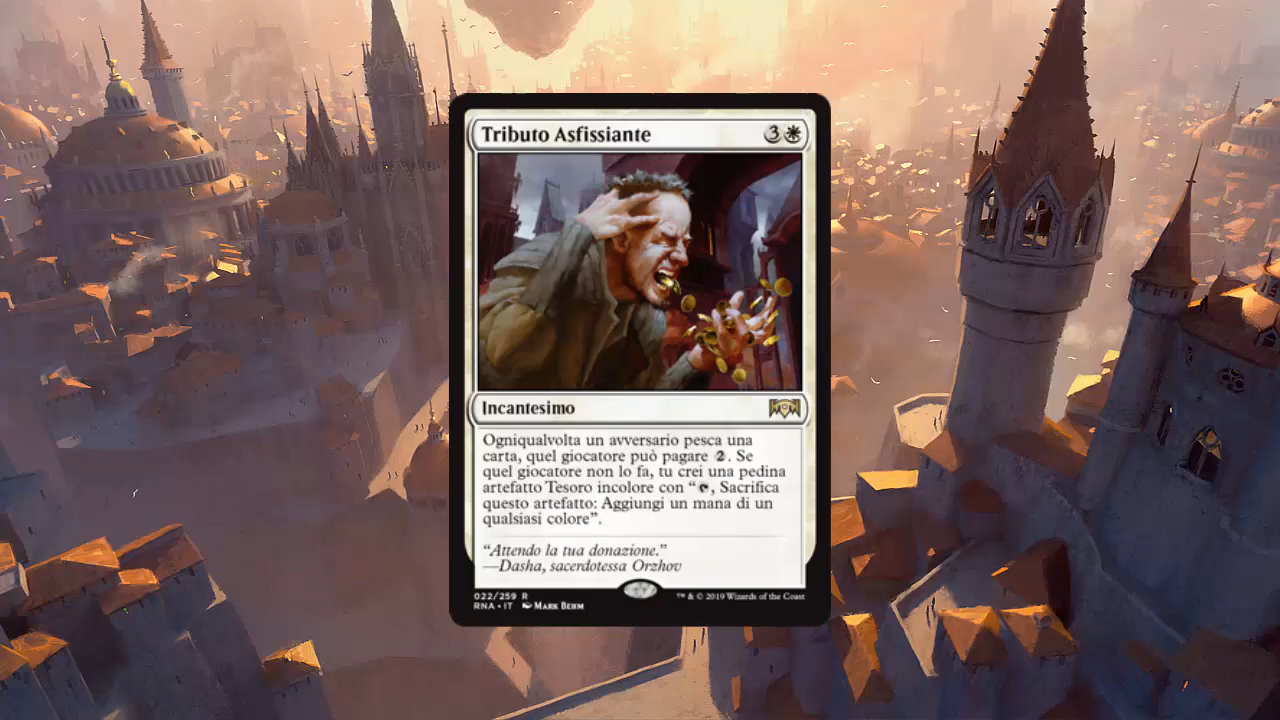 Tributo Asfissiante 3
Incantesimo
Ogniqualvolta un avversario pesca una
carta, quel giocatore può pagare 2. Se
quel giocatore non lo fa, tu crei una pedina
artefatto Tesoro incolore con “, Sacrifica
questo artefatto: Aggiungi un mana di un
qualsiasi colore”.
“Attendo la tua donazione.”
—Dasha, sacerdotessa Orzhov
022/259 R
™ & © 2019 Wizards of the Coast
RNA • IT Mark Behm